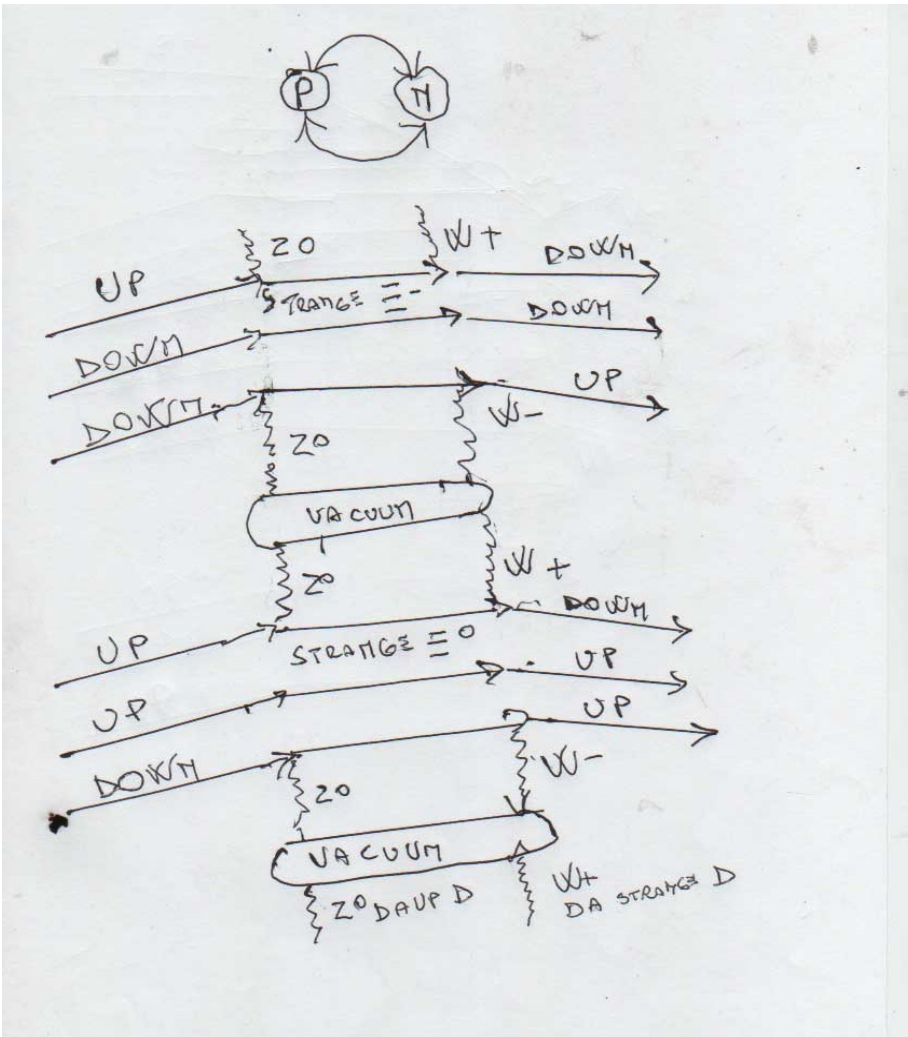 P N
Z0 W+ DOWN
UP
STRANGE Ξ- DOWN
DOWN
UP
DOWN W-
Z0
VACUUM
Z0 W+
DOWN
UP STRANGE Ξ0
UP
UP UP
DOWN W-
Z0
VACUUM
Z0 DA UP D W+
DA STRANGE D